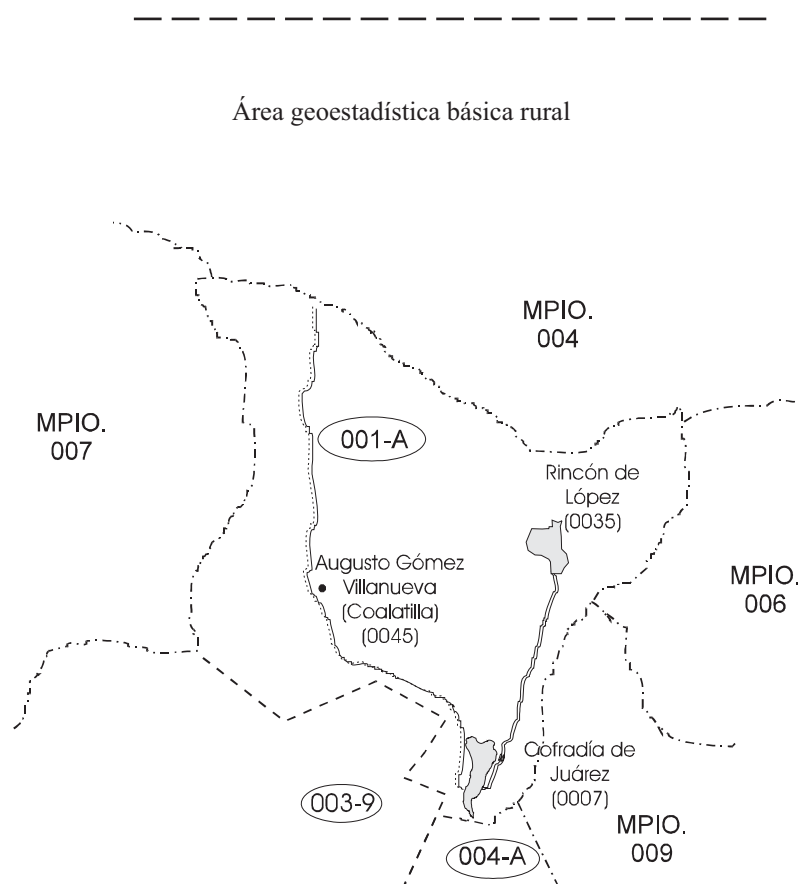 Área geoestadística básica rural
MPIO.
004
MPIO.
007
001-A
Rincón de
López
(0035)
Augusto Gómez
Villanueva
(Coalatilla)
(0045)
MPIO.
006
Cofradía de
Juárez
(0007)
003-9
MPIO.
009
004-A